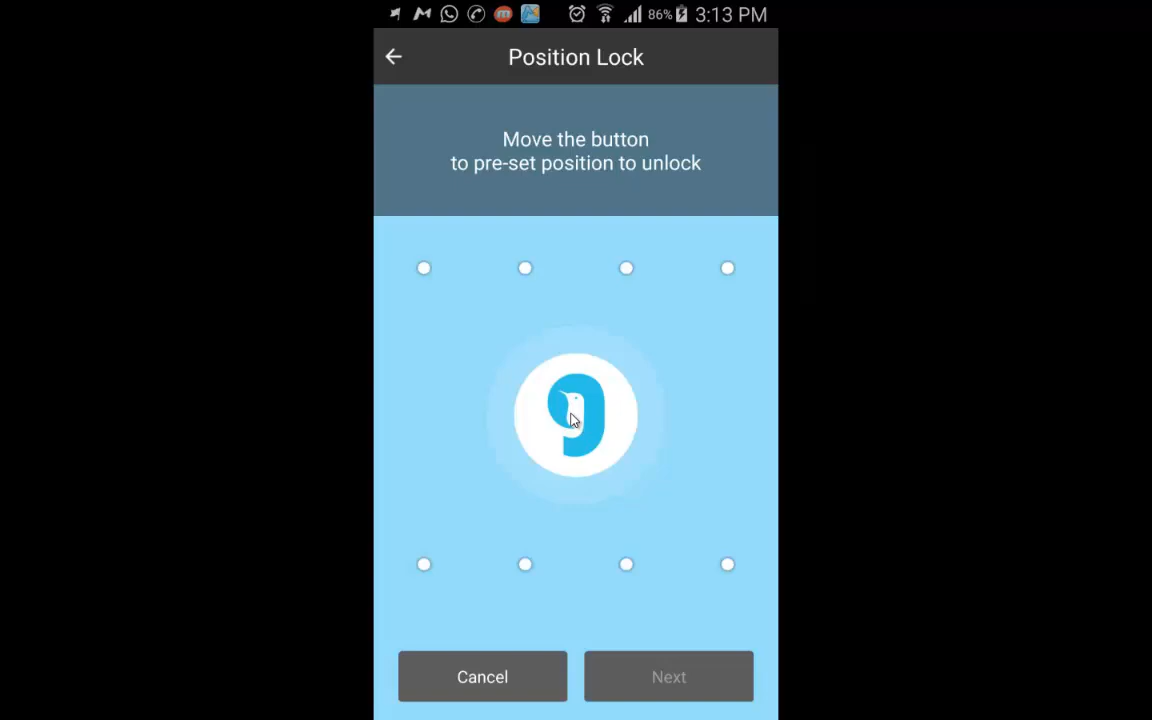 86% 3:13 PM
Position Lock
Move the button
to pre-set position to unlock
Cancel
Next